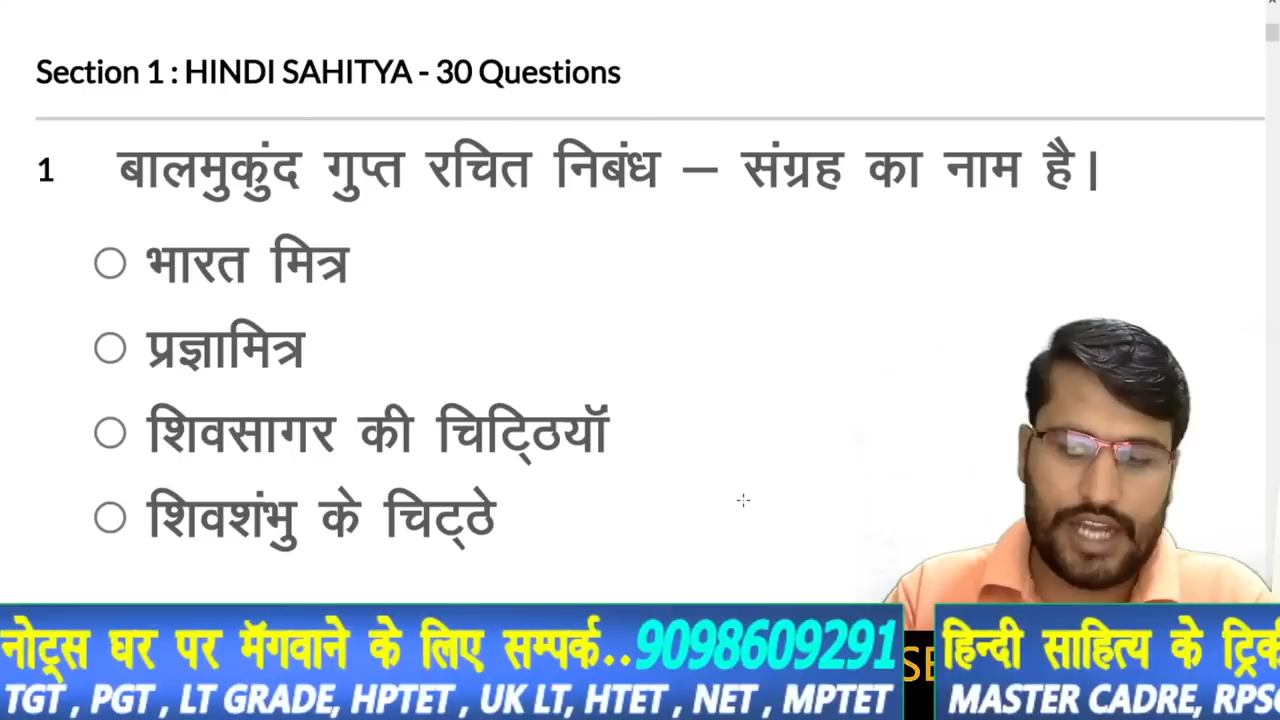 Section 1 : HINDI SAHITYA - 30 Questions
1 बालमुकुंद गुप्त रचित निबंध – संग्रह का नाम है।
भारत मित्र
प्रज्ञामित्र
शिवसागर की चिट्ठियॉ
शिवशंभु के चिट्ठे
नोट्स घर पर मॅगवाने के लिए सम्पर्क..9098609291
हिन्दी साहित्य के
TGT , PGT , LT GRADE, HPTET , UK LT, HTET , NET , MPTET
MASTER CADRE,